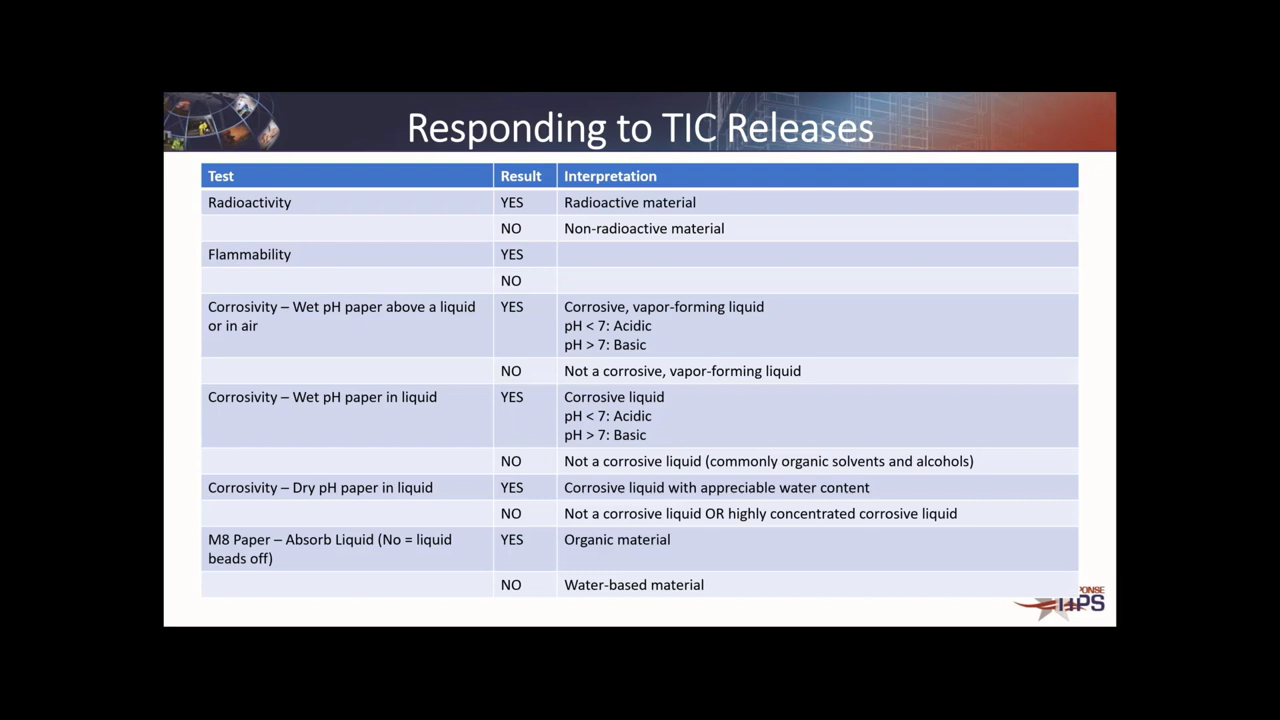 Responding to TIC Releases
Test Result Interpretation
Radioactivity YES Radioactive material
NO Non-radioactive material
Flammability YES
NO
Corrosivity – Wet pH paper above a liquid YES Corrosive, vapor-forming liquid
or in air pH < 7: Acidic
pH > 7: Basic
NO Not a corrosive, vapor-forming liquid
Corrosivity – Wet pH paper in liquid YES Corrosive liquid
pH < 7: Acidic
pH > 7: Basic
NO Not a corrosive liquid (commonly organic solvents and alcohols)
Corrosivity – Dry pH paper in liquid YES Corrosive liquid with appreciable water content
NO Not a corrosive liquid OR highly concentrated corrosive liquid
M8 Paper – Absorb Liquid (No = liquid YES Organic material
beads off)
NO Water-based material